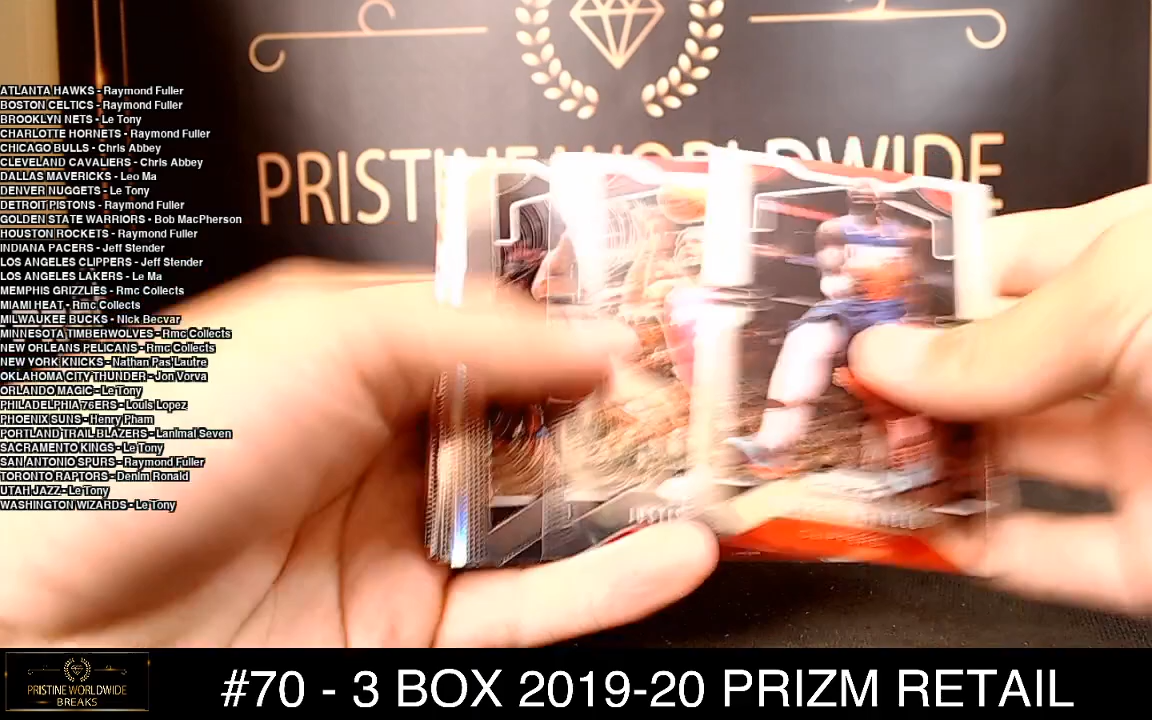 PRISTINE WORLDWIDE
ATLANTA HAWKS - Raymond Fuller
BOSTON CELTICS - Raymond Fuller
BROOKLYN NETS - Le Tony
CHARLOTTE HORNETS - Raymond Fuller
CHICAGO BULLS - Chris Abbey
CLEVELAND CAVALIERS - Chris Abbey
DALLAS MAVERICKS - Leo Ma
DENVER NUGGETS - Le Tony
DETROIT PISTONS - Raymond Fuller
GOLDEN STATE WARRIORS - Bob MacPherson
HOUSTON ROCKETS - Raymond Fuller
INDIANA PACERS - Jeff Stender
LOS ANGELES CLIPPERS - Jeff Stender
LOS ANGELES LAKERS - Le Ma
MEMPHIS GRIZZLIES - Rmc Collects
MIAMI HEAT - Rmc Collects
MILWAUKEE BUCKS - Nick Becvar
MINNESOTA TIMBERWOLVES - Rmc Collects
NEW ORLEANS PELICANS - Rmc Collects
NEW YORK KNICKS - Nathan Pas'Lautre
OKLAHOMA CITY THUNDER - Jon Vorva
ORLANDO MAGIC - Le Tony
PHILADELPHIA 76ERS - Louis Lopez
PHOENIX SUNS - Henry Pham
PORTLAND TRAIL BLAZERS - Lanimal Seven
SACRAMENTO KINGS - Le Tony
SAN ANTONIO SPURS - Raymond Fuller
TORONTO RAPTORS - Denim Ronald
UTAH JAZZ - Le Tony
WASHINGTON WIZARDS - Le Tony
PRISTINE WORLDWIDE
BREAKS
#70 - 3 BOX 2019-20 PRIZM RETAIL